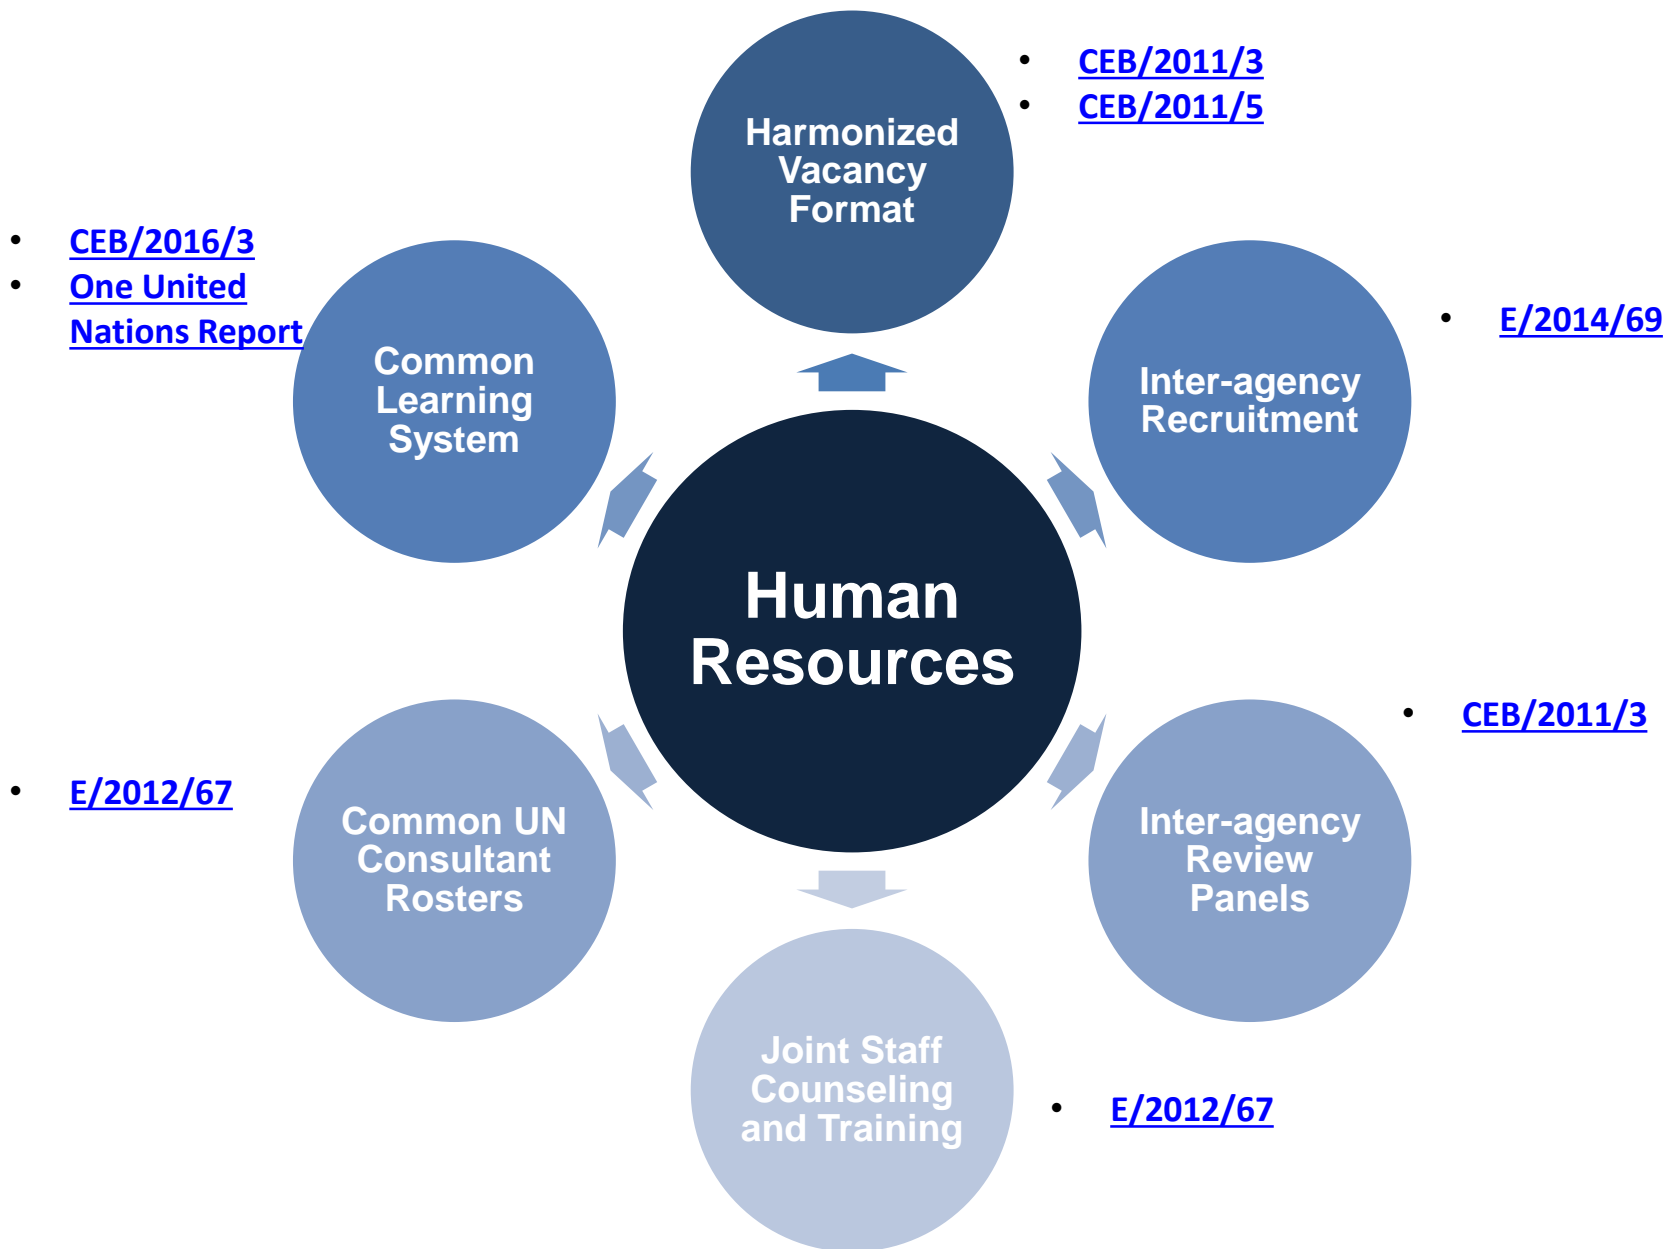 Harmonized
Vacancy
Format
• CEB/2011/3
• CEB/2011/5
Inter-agency
Recruitment
• E/2014/69
Inter-agency
Review
Panels
• CEB/2011/3
Joint Staff
Counseling
and Training
• E/2012/67
Common UN
Consultant
Rosters
• E/2012/67
Common
Learning
System
• CEB/2016/3
• One United
Nations Report
Human
Resources